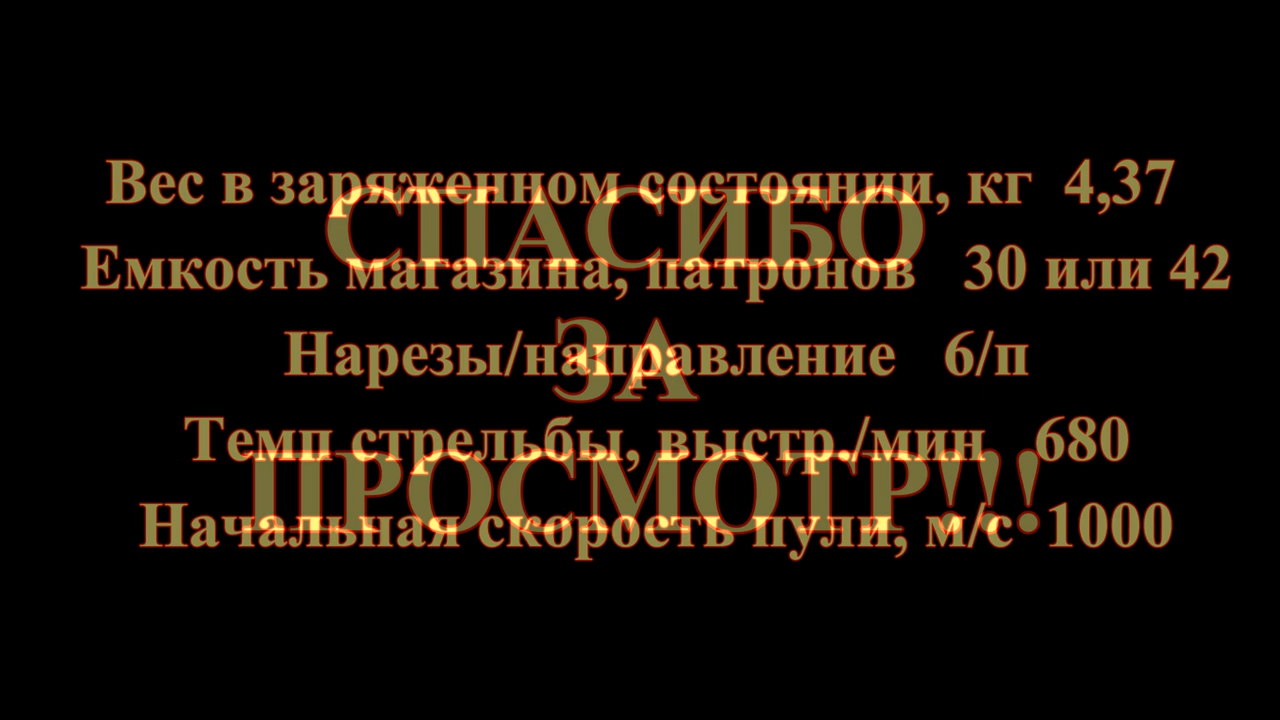 Вес в заряженном состоянии, кг 4,37
СПАСИБО
Емкость магазина, патронов 30 или 42
ЗА
Нарезы/направление 6/п
Темп стрельбы, выстр./мин 680
ПРОСМОТР!!!
Начальная скорость пули, м/с 1000